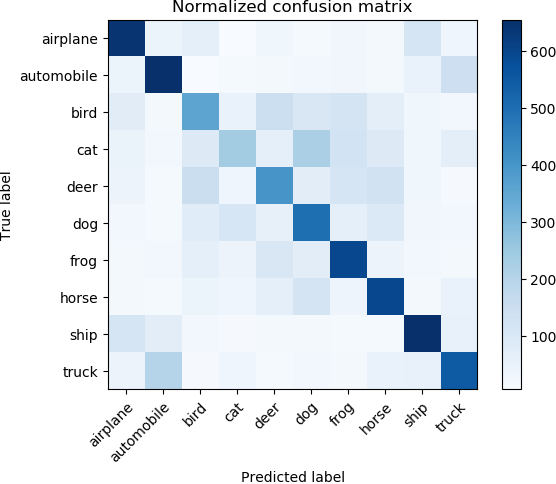 Normalized confusion matrix
True label
airplane
automobile
bird
cat
deer
dog
frog
horse
ship
truck
airplane
automobile
bird
cat
deer
dog
frog
horse
ship
truck
Predicted label
600
500
400
300
200
100